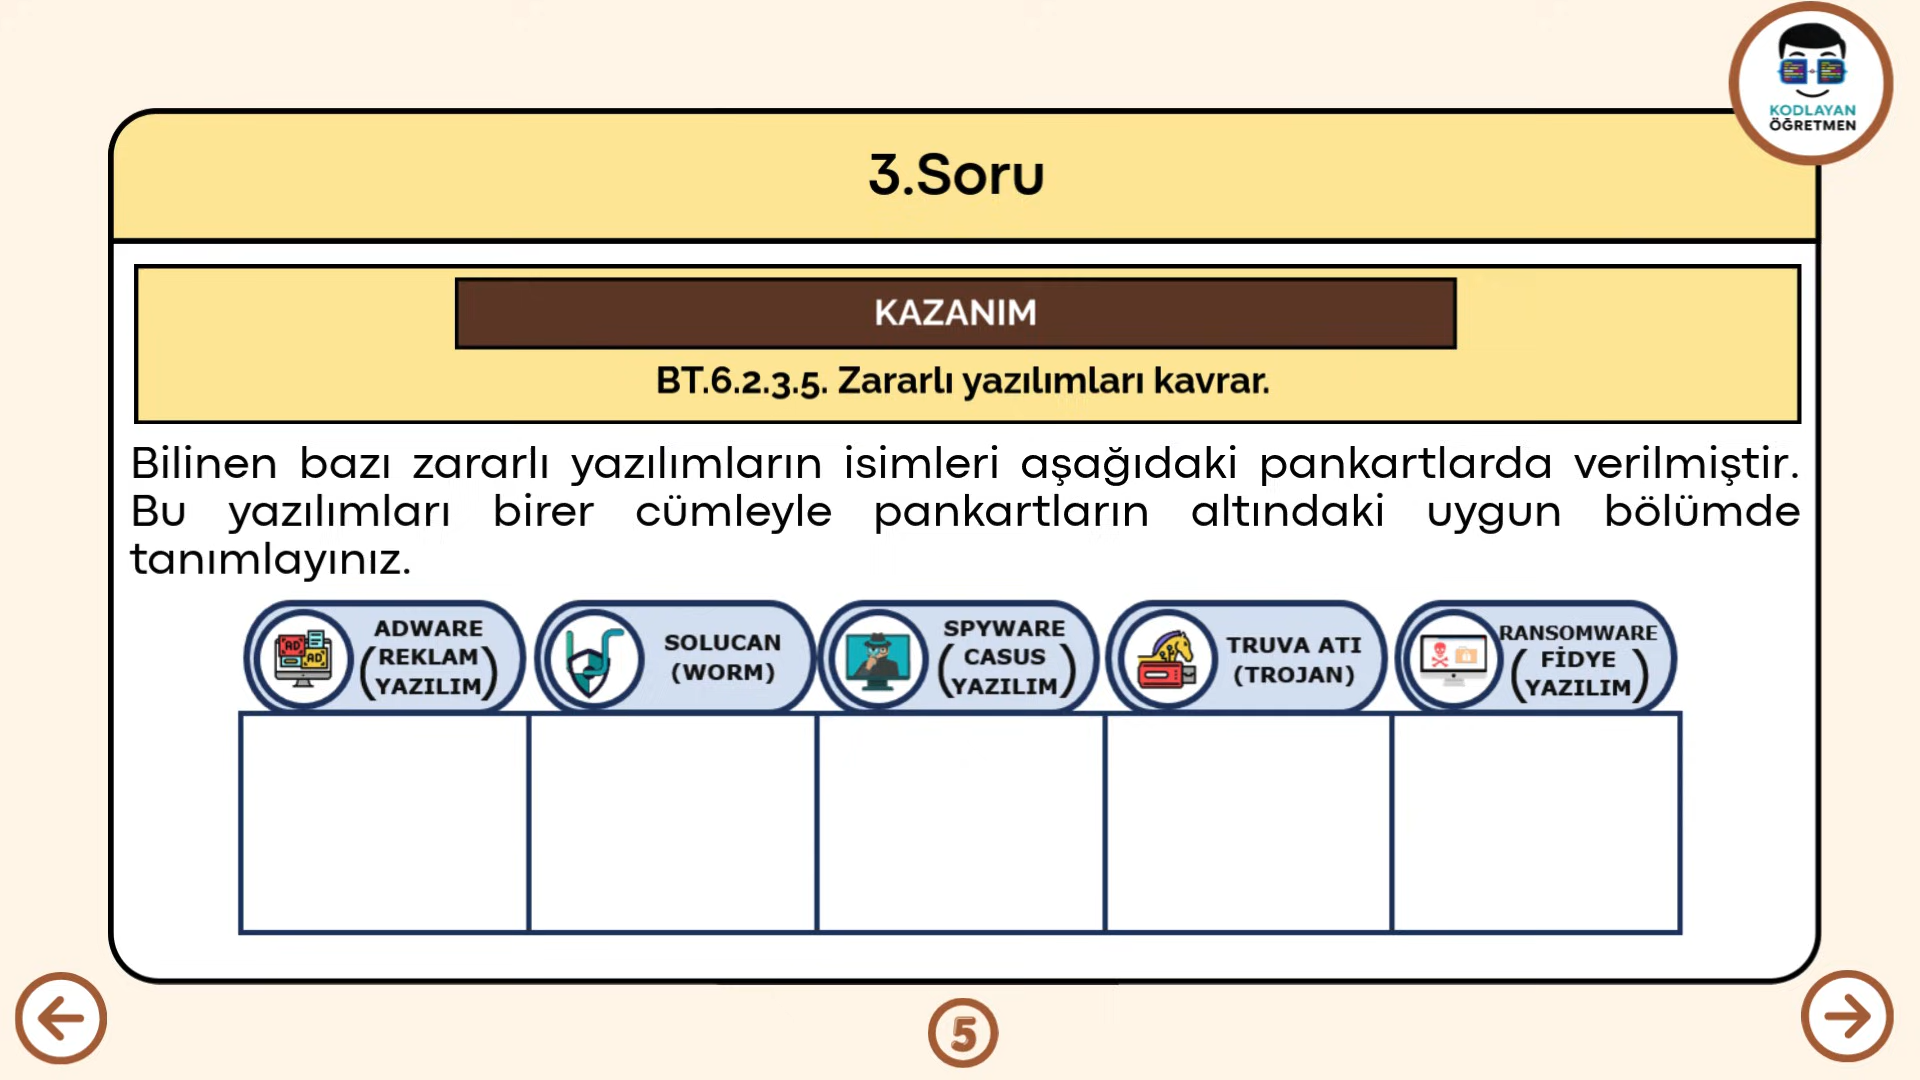 KODLAYAN
ÖĞRETMEN
3.Soru
KAZANIM
BT.6.2.3.5. Zararlı yazılımları kavrar.
Bilinen bazı zararlı yazılımların isimleri aşağıdaki pankartlarda verilmiştir.
Bu yazılımları birer cümleyle pankartların altındaki uygun bölümde
tanımlayınız.
AD
AD
ADWARE
(REKLAM
YAZILIM)
SOLUCAN
(WORM)
SPYWARE
(CASUS
YAZILIM)
TRUVA ATI
(TROJAN)
RANSOMWARE
(FİDYE
YAZILIM)
5